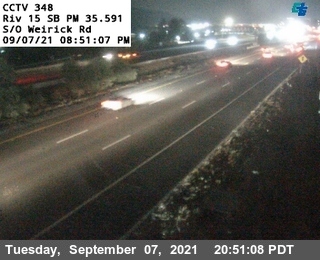 CCTV 348
Riv 15 SB PM 35.591
S/O Weirick Rd
09/07/21 08:51:07 PM
Tuesday, September 07, 2021 20:51:08 PDT